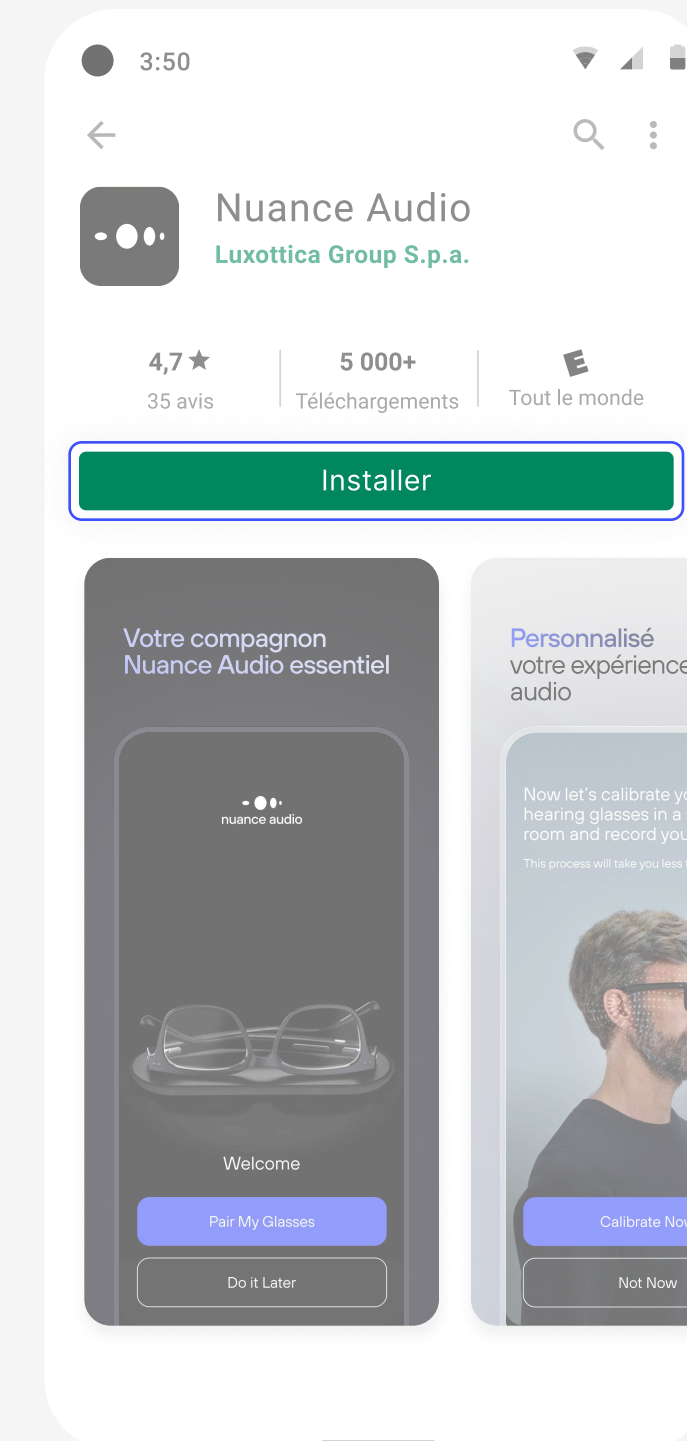 3:50
Nuance Audio
Luxottica Group S.p.a.
4,7★
35 avis
5 000+
Téléchargements
E
Tout le monde
Installer
Votre compagnon
Nuance Audio essentiel
nuance audio
Welcome
Pair My Glasses
Do it Later
Personnalisé
votre expérience
audio
Now let's calibrate
hearing glasses in a
room and record
This process will take you less
Calibrate Now
Not Now